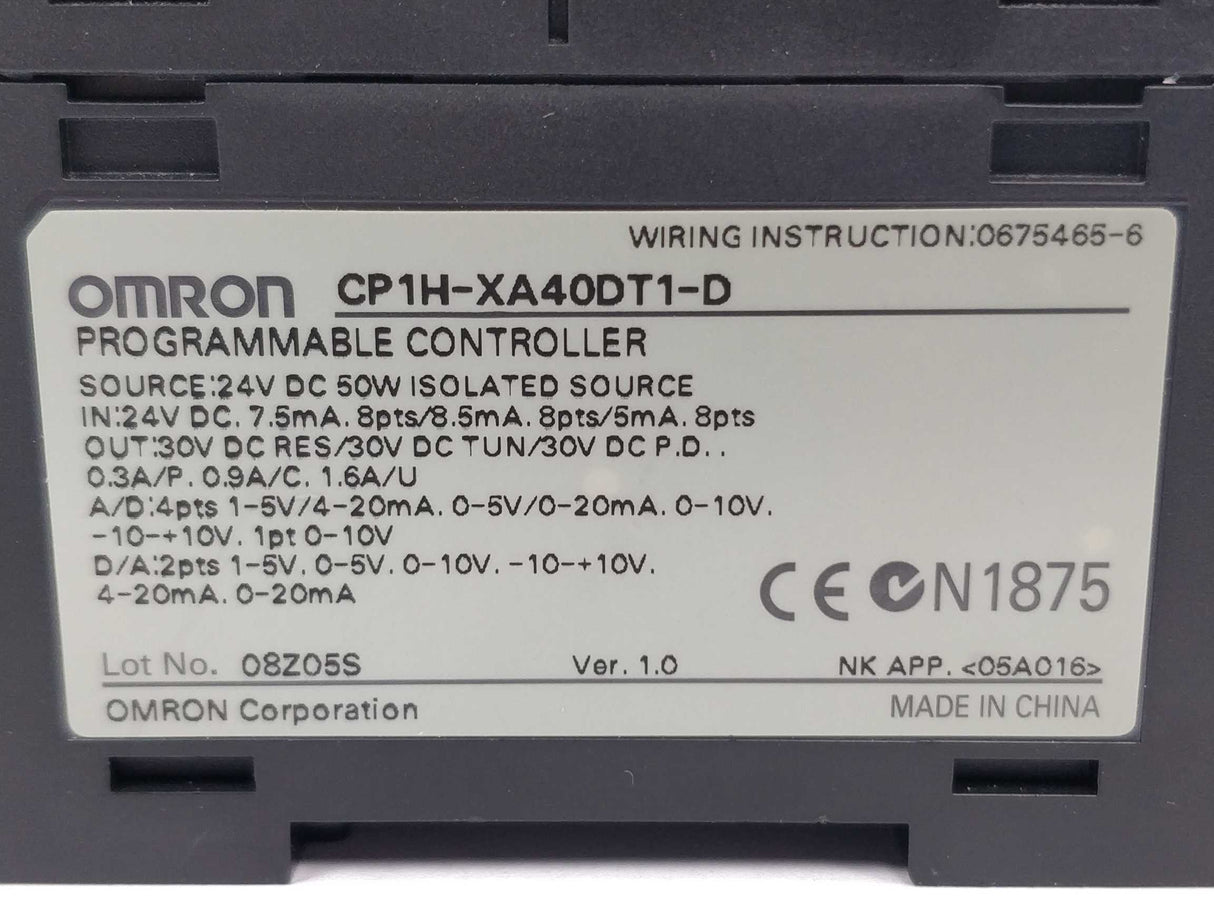 WIRING INSTRUCTION:0675465-6
OMRON CP1H-XA40DT1-D
PROGRAMMABLE CONTROLLER
SOURCE:24V DC 50W ISOLATED SOURCE
IN:24V DC. 7.5mA. 8pts/8.5mA. 8pts/5mA. 8pts
OUT:30V DC RES/30V DC TUN/30V DC P.D. .
0.3A/P. 0.9A/C. 1.6A/U
A/D:4pts 1-5V/4-20mA. 0-5V/0-20mA. 0-10V.
-10-+10V. 1pt 0-10V
D/A:2pts 1-5V. 0-5V. 0-10V. -10-+10V.
4-20mA. 0-20mA
CE N1875
Lot No. 08Z05S Ver. 1.0 NK APP. <05A016>
OMRON Corporation MADE IN CHINA